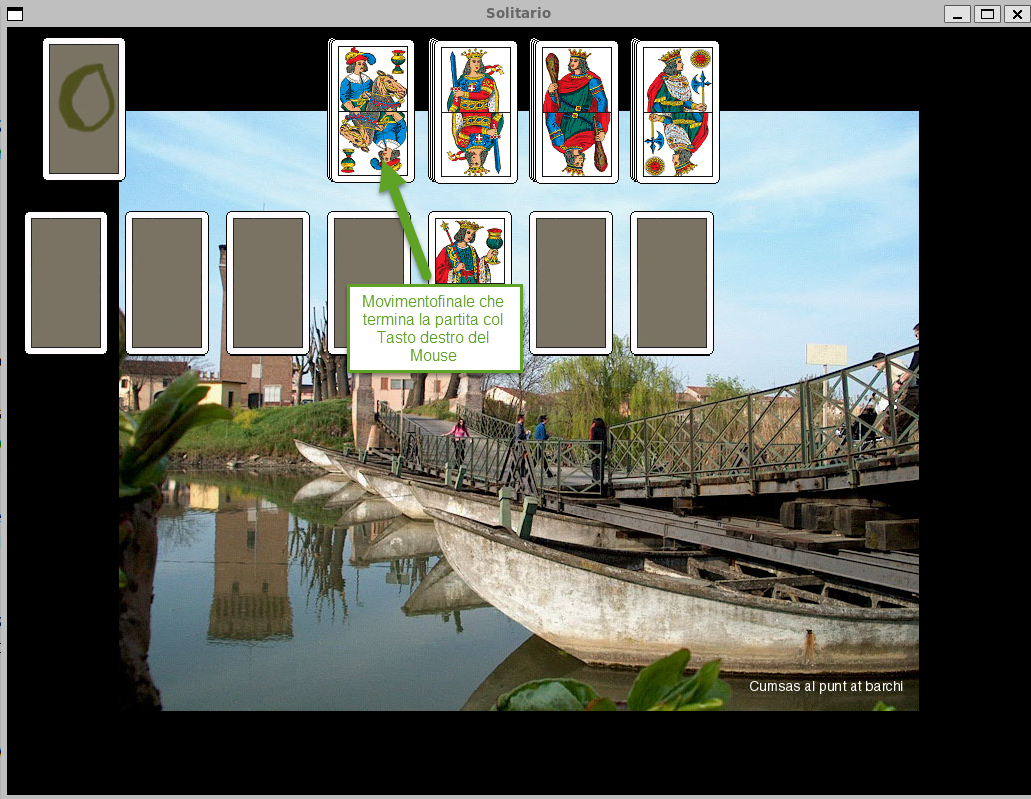 Solitario
Movimentofinale che
termina la partita col
Tasto destro del
Mouse
Cumsas al punt at barchi